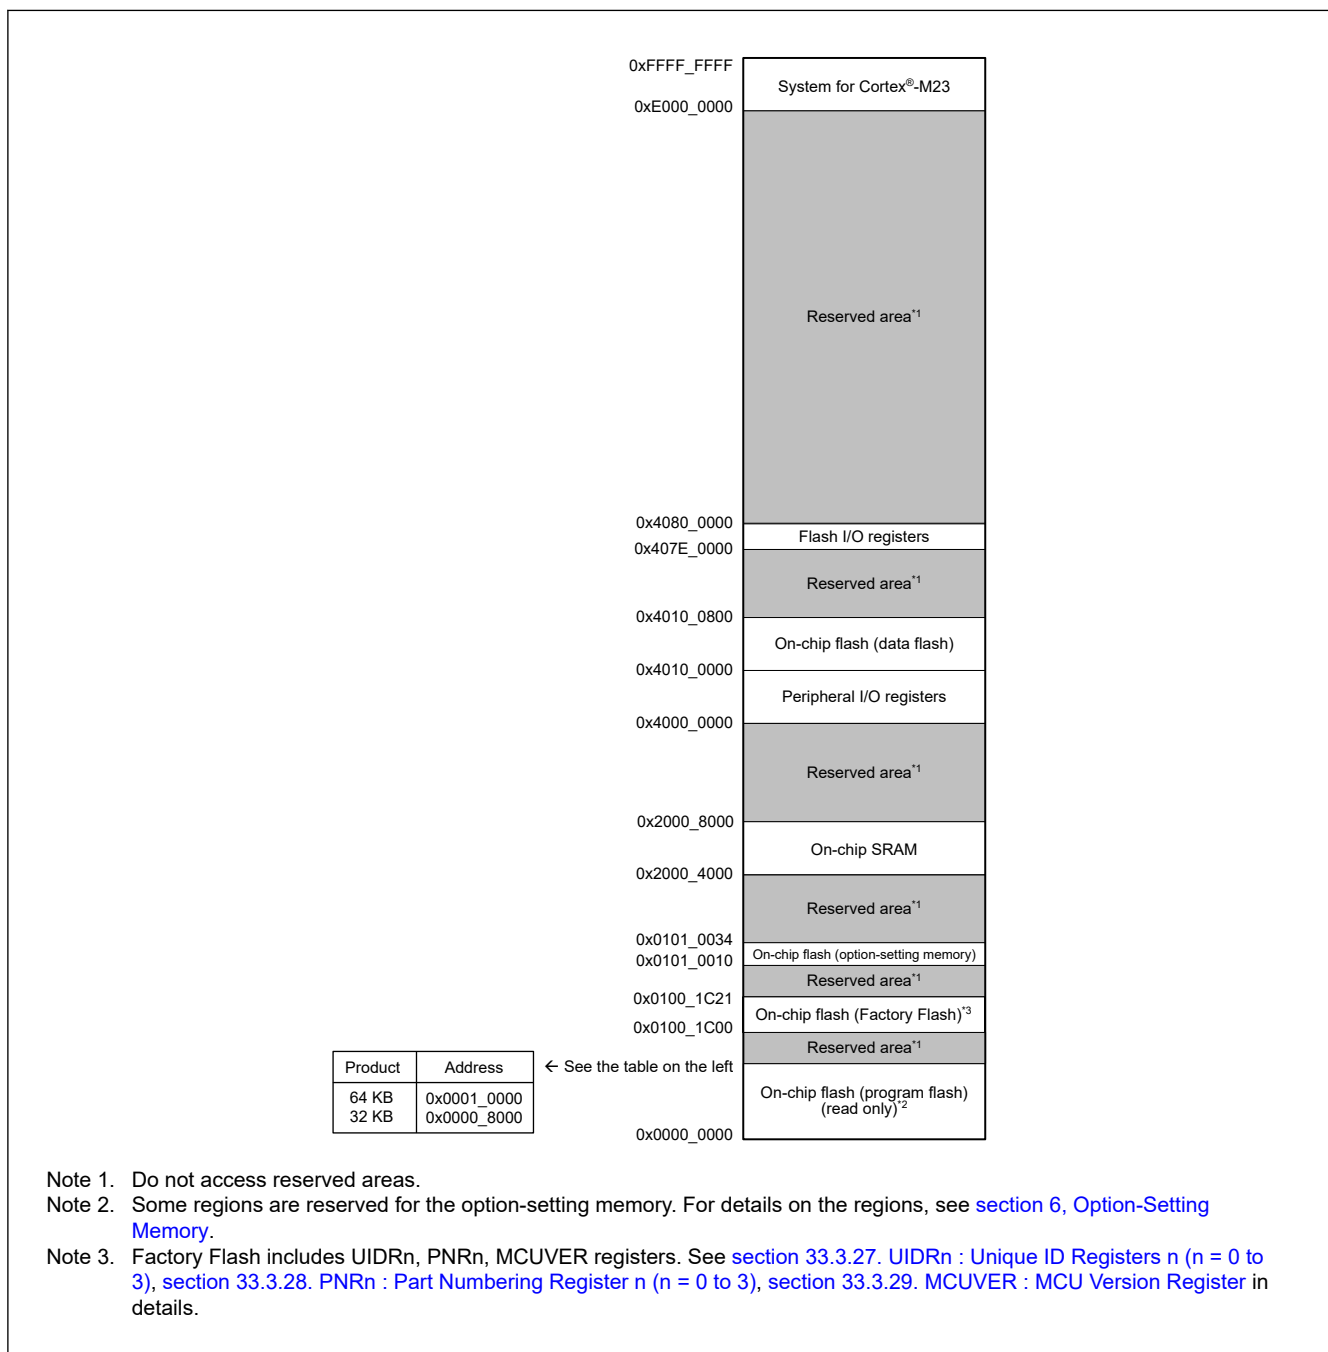 0xFFFF_FFFF
System for Cortex®-M23
0xE000_0000
Reserved area*1
0x4080_0000
Flash I/O registers
0x407E_0000
Reserved area*1
0x4010_0800
On-chip flash (data flash)
0x4010_0000
Peripheral I/O registers
0x4000_0000
Reserved area*1
0x2000_8000
On-chip SRAM
0x2000_4000
Reserved area*1
0x0101_0034
On-chip flash (option-setting memory)
0x0101_0010
Reserved area*1
0x0100_1C21
On-chip flash (Factory Flash)*3
0x0100_1C00
Reserved area*1
Product Address
← See the table on the left
64 KB 0x0001_0000
32 KB 0x0000_8000
On-chip flash (program flash)
(read only)*2
0x0000_0000
Note 1. Do not access reserved areas.
Note 2. Some regions are reserved for the option-setting memory. For details on the regions, see section 6, Option-Setting
Memory.
Note 3. Factory Flash includes UIDRn, PNRn, MCUVER registers. See section 33.3.27. UIDRn : Unique ID Registers n (n = 0 to
3), section 33.3.28. PNRn : Part Numbering Register n (n = 0 to 3), section 33.3.29. MCUVER : MCU Version Register in
details.